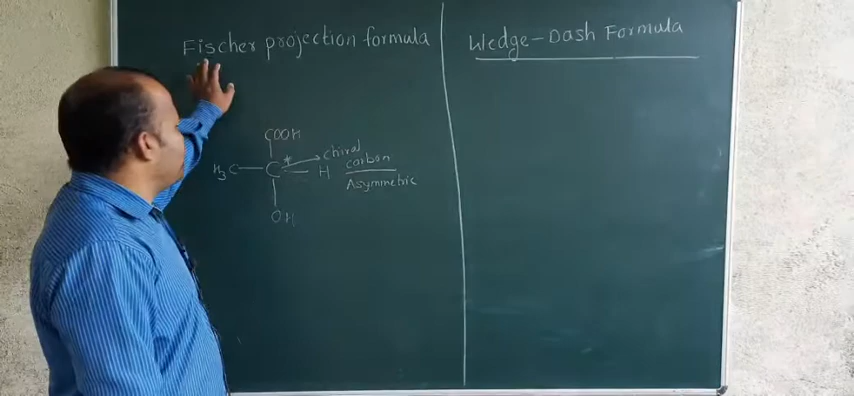 Fischer projection formula
Wedge-Dash Formula
COOH
chiral
H3C — C* — H carbon
Asymmetric
OH